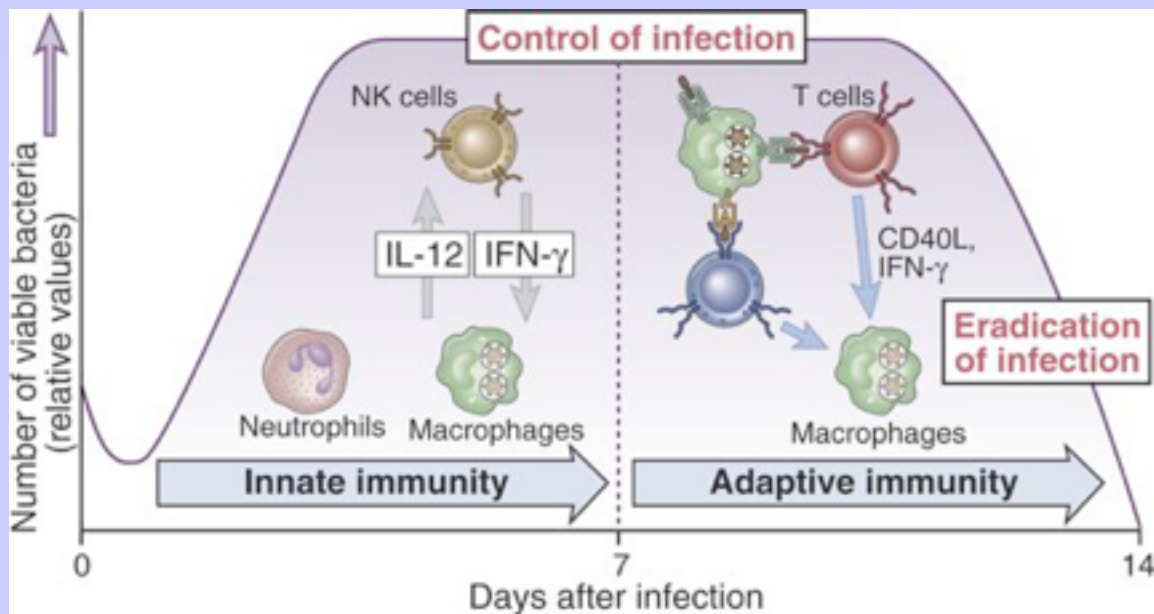 Number of viable bacteria
(relative values)
Control of infection
NK cells
IL-12
IFN-γ
Neutrophils
Macrophages
Innate immunity
T cells
CD40L,
IFN-γ
Macrophages
Eradication
of infection
Adaptive immunity
0
7
14
Days after infection